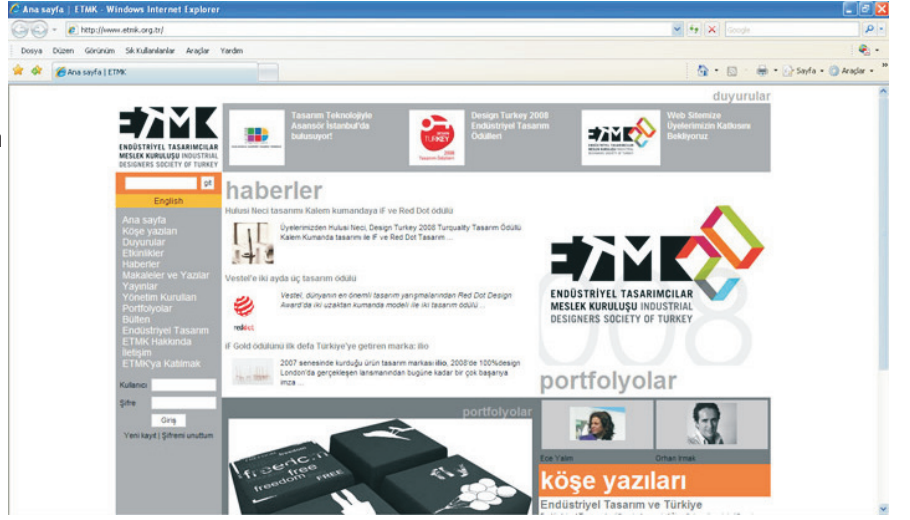 Ana sayfa | ETMK - Windows Internet Explorer
http://www.etmk.org.tr/
Google
Dosya Düzen Görünüm Sık Kullanılanlar Araçlar Yardım
Ana sayfa | ETMK
Sayfa Araçlar
duyurular
ETMK
ENDÜSTRİYEL TASARIMCILAR
MESLEK KURULUŞU INDUSTRIAL
DESIGNERS SOCIETY OF TURKEY
Tasarım Teknolojiyle
Asansör İstanbul'da
buluşuyor!
Design Turkey 2008
Endüstriyel Tasarım
Ödülleri
Web Sitemize
Üyelerimizin Katkısını
Bekliyoruz
gt
English
Ana sayfa
Köşe yazıları
Duyurular
Etkinlikler
Haberler
Makaleler ve Yazılar
Yayınlar
Yönetim Kurulları
Portfolyolar
Bülten
Endüstriyel Tasarım
ETMK Hakkında
İletişim
ETMK'ya Katılmak
Kullanıcı
Şifre
Giriş
Yeni kayıt | Şifremi unuttum
haberler
Hulusi Neci tasarımı Kalem kumandaya iF ve Red Dot ödülü
Üyelerimizden Hulusi Neci, Design Turkey 2008 Turquality Tasarım Ödülü
Kalem Kumanda tasarımı ile iF ve Red Dot Tasarım ...
Vestel'e iki ayda üç tasarım ödülü
Vestel, dünyanın en önemli tasarım yarışmalarından Red Dot Design
Award'da iki uzaktan kumanda modeli ile iki tasarım ödülü ...
reddot
iF Gold ödülünü ilk defa Türkiye'ye getiren marka: ilio
2007 senesinde kurduğu ürün tasarım markası ilio, 2008'de 100%design
London'da gerçekleşen lansmanından bugüne kadar bir çok başarıya
imza ...
portfolyolar
free
freedom
FREE
ETMK
ENDÜSTRİYEL TASARIMCILAR
MESLEK KURULUŞU INDUSTRIAL
DESIGNERS SOCIETY OF TURKEY
008
portfolyolar
Ece Yalım
Orhan Irmak
köşe yazıları
Endüstriyel Tasarım ve Türkiye